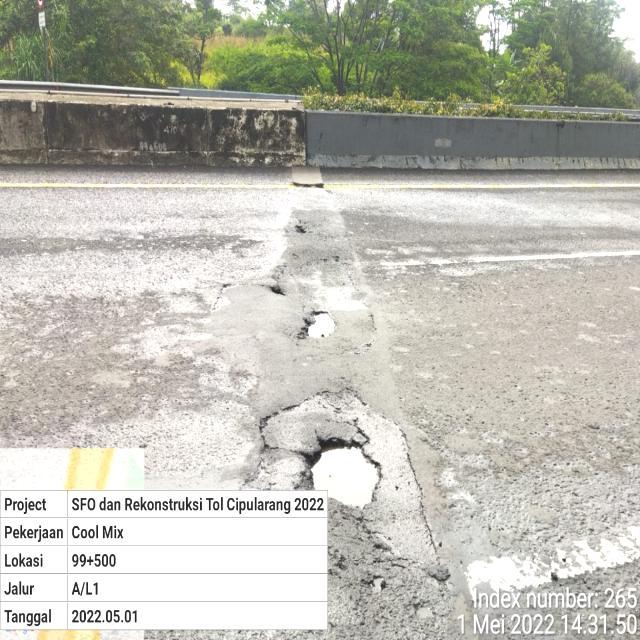 Project SFO dan Rekonstruksi Tol Cipularang 2022
Pekerjaan Cool Mix
Lokasi 99+500
Jalur A/L1
Tanggal 2022.05.01
Index number: 265
1 Mei 2022 14.31.50